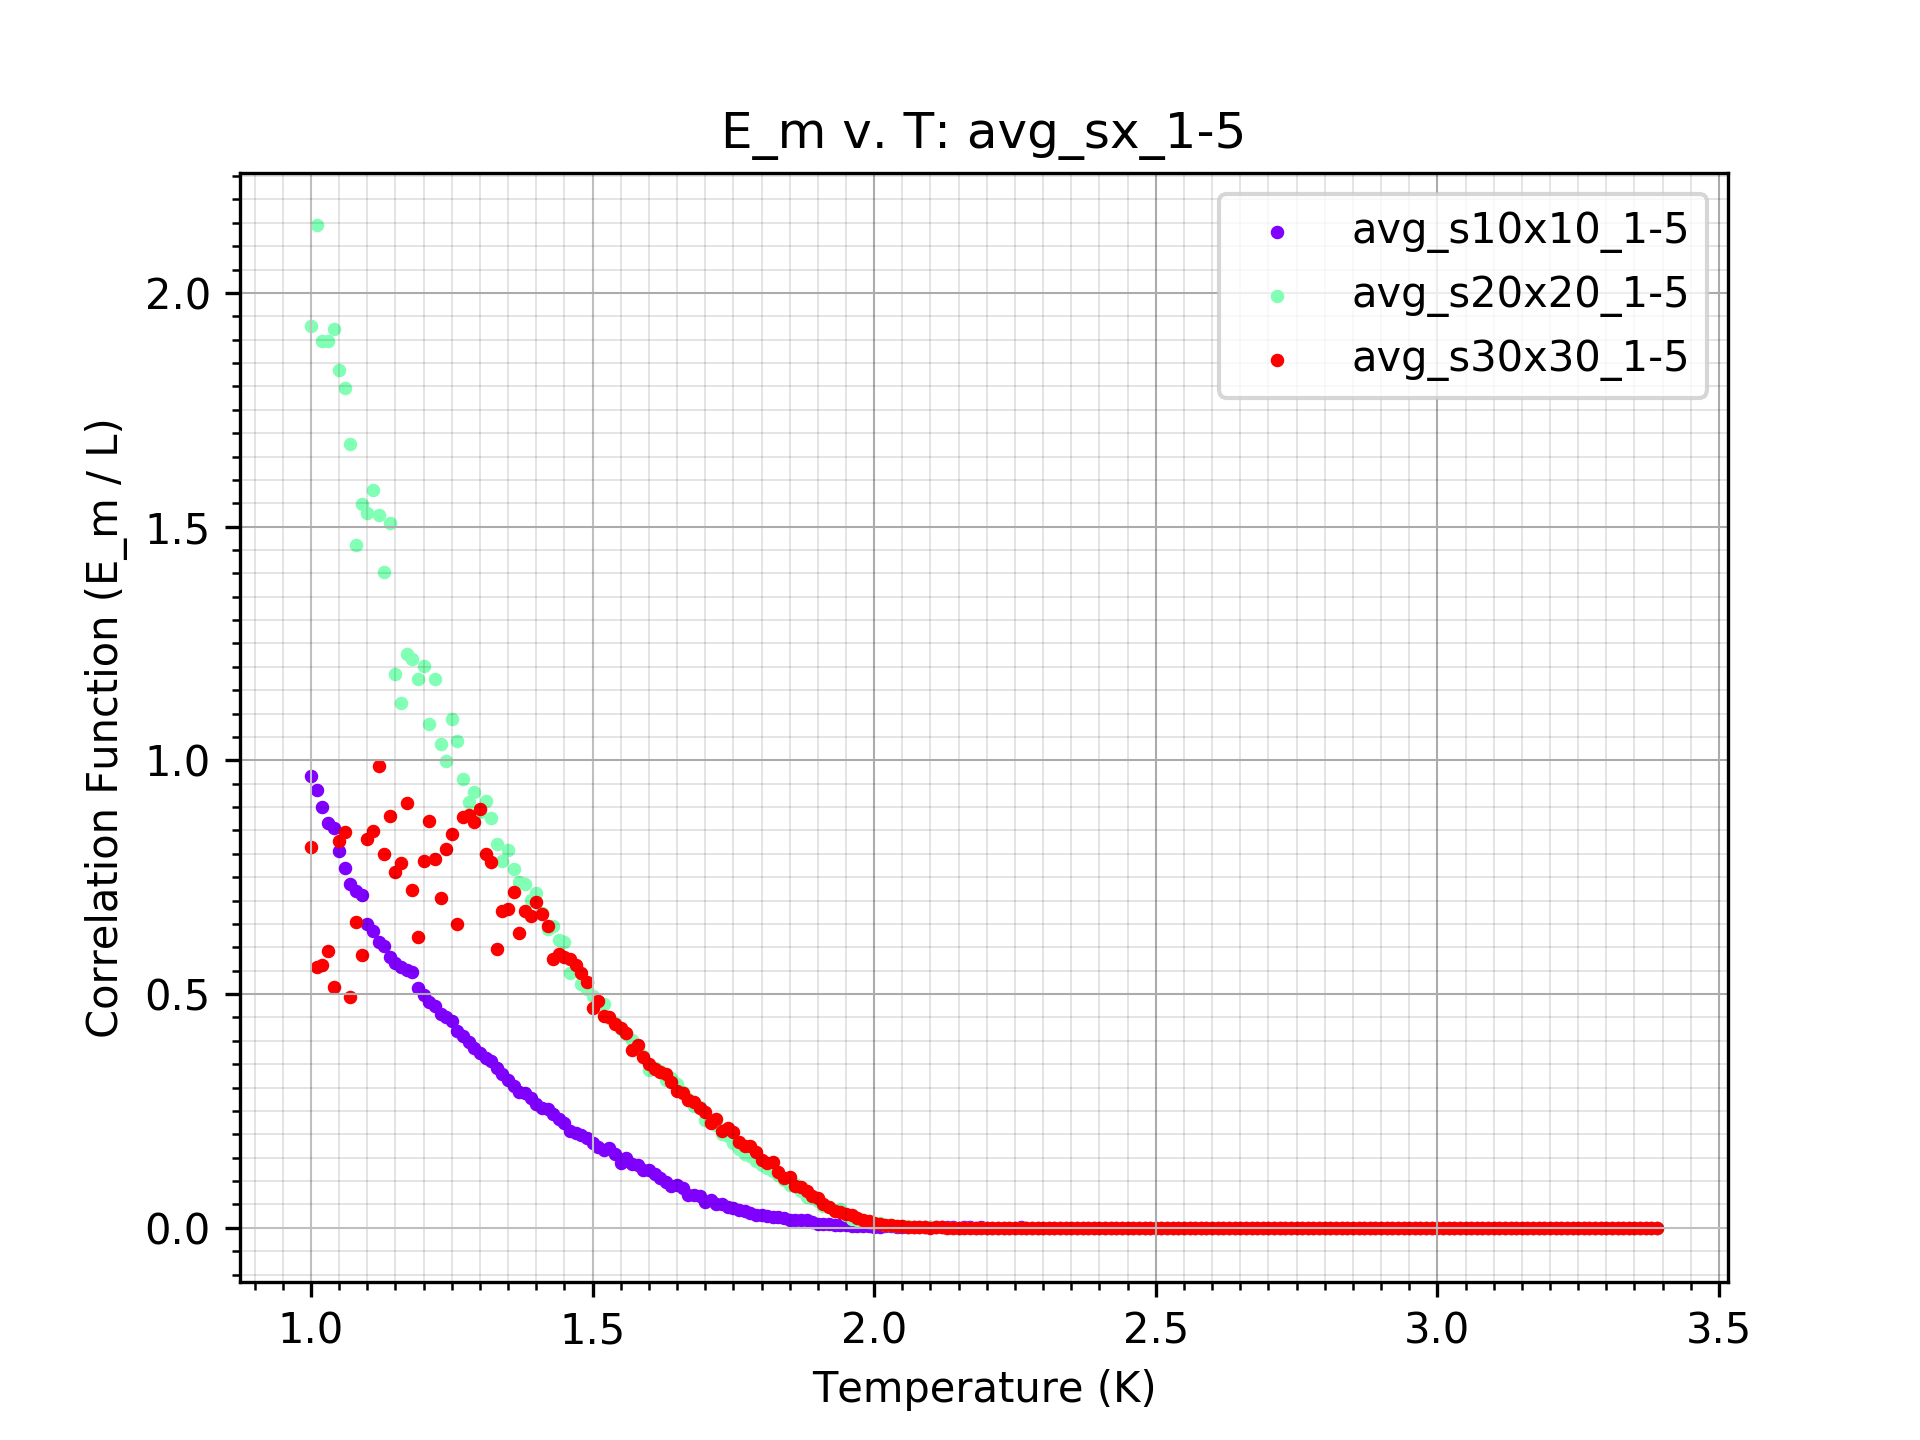 E_m v. T: avg_sx_1-5
avg_s10x10_1-5
avg_s20x20_1-5
avg_s30x30_1-5
Correlation Function (E_m / L)
2.0
1.5
1.0
0.5
0.0
1.0 1.5 2.0 2.5 3.0 3.5
Temperature (K)